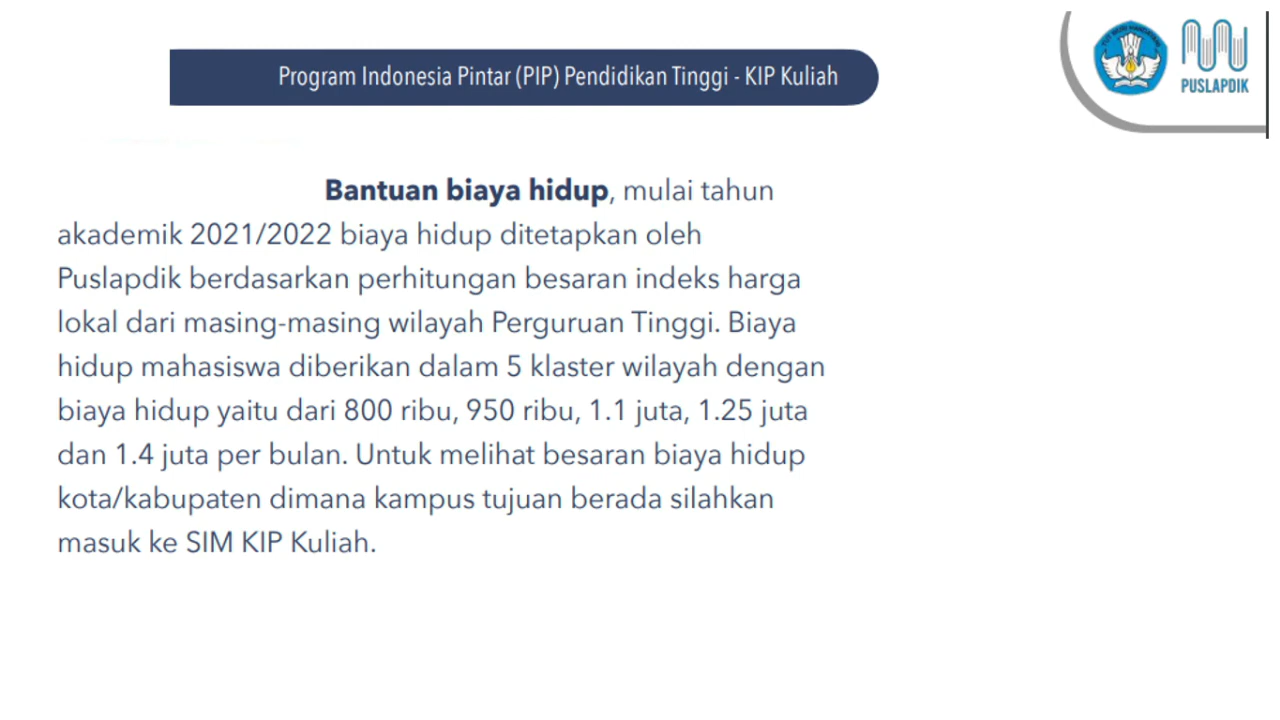 Program Indonesia Pintar (PIP) Pendidikan Tinggi - KIP Kuliah
PUSLAPDIK
Bantuan biaya hidup, mulai tahun
akademik 2021/2022 biaya hidup ditetapkan oleh
Puslapdik berdasarkan perhitungan besaran indeks harga
lokal dari masing-masing wilayah Perguruan Tinggi. Biaya
hidup mahasiswa diberikan dalam 5 klaster wilayah dengan
biaya hidup yaitu dari 800 ribu, 950 ribu, 1.1 juta, 1.25 juta
dan 1.4 juta per bulan. Untuk melihat besaran biaya hidup
kota/kabupaten dimana kampus tujuan berada silahkan
masuk ke SIM KIP Kuliah.